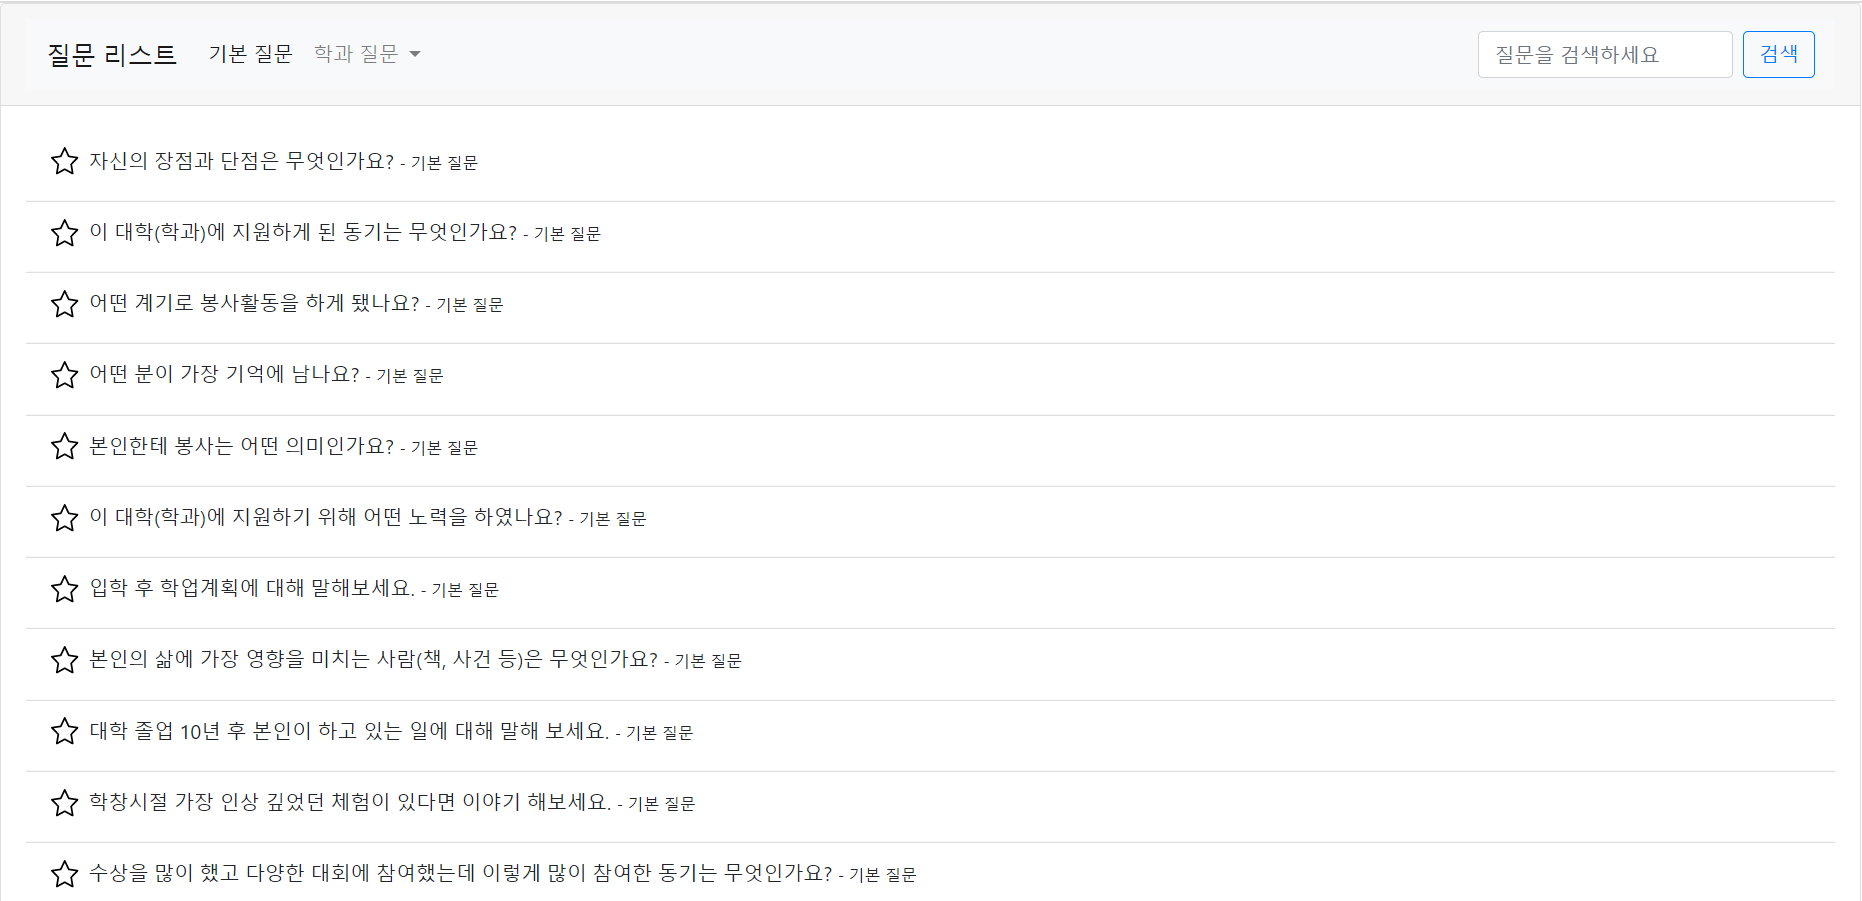 질문 리스트 기본 질문 학과 질문 질문을 검색하세요 검색
자신의 장점과 단점은 무엇인가요? - 기본 질문
이 대학(학과)에 지원하게 된 동기는 무엇인가요? - 기본 질문
어떤 계기로 봉사활동을 하게 됐나요? - 기본 질문
어떤 분이 가장 기억에 남나요? - 기본 질문
본인한테 봉사는 어떤 의미인가요? - 기본 질문
이 대학(학과)에 지원하기 위해 어떤 노력을 하였나요? - 기본 질문
입학 후 학업계획에 대해 말해보세요. - 기본 질문
본인의 삶에 가장 영향을 미치는 사람(책, 사건 등)은 무엇인가요? - 기본 질문
대학 졸업 10년 후 본인이 하고 있는 일에 대해 말해 보세요. - 기본 질문
학창시절 가장 인상 깊었던 체험이 있다면 이야기 해보세요. - 기본 질문
수상을 많이 했고 다양한 대회에 참여했는데 이렇게 많이 참여한 동기는 무엇인가요? - 기본 질문